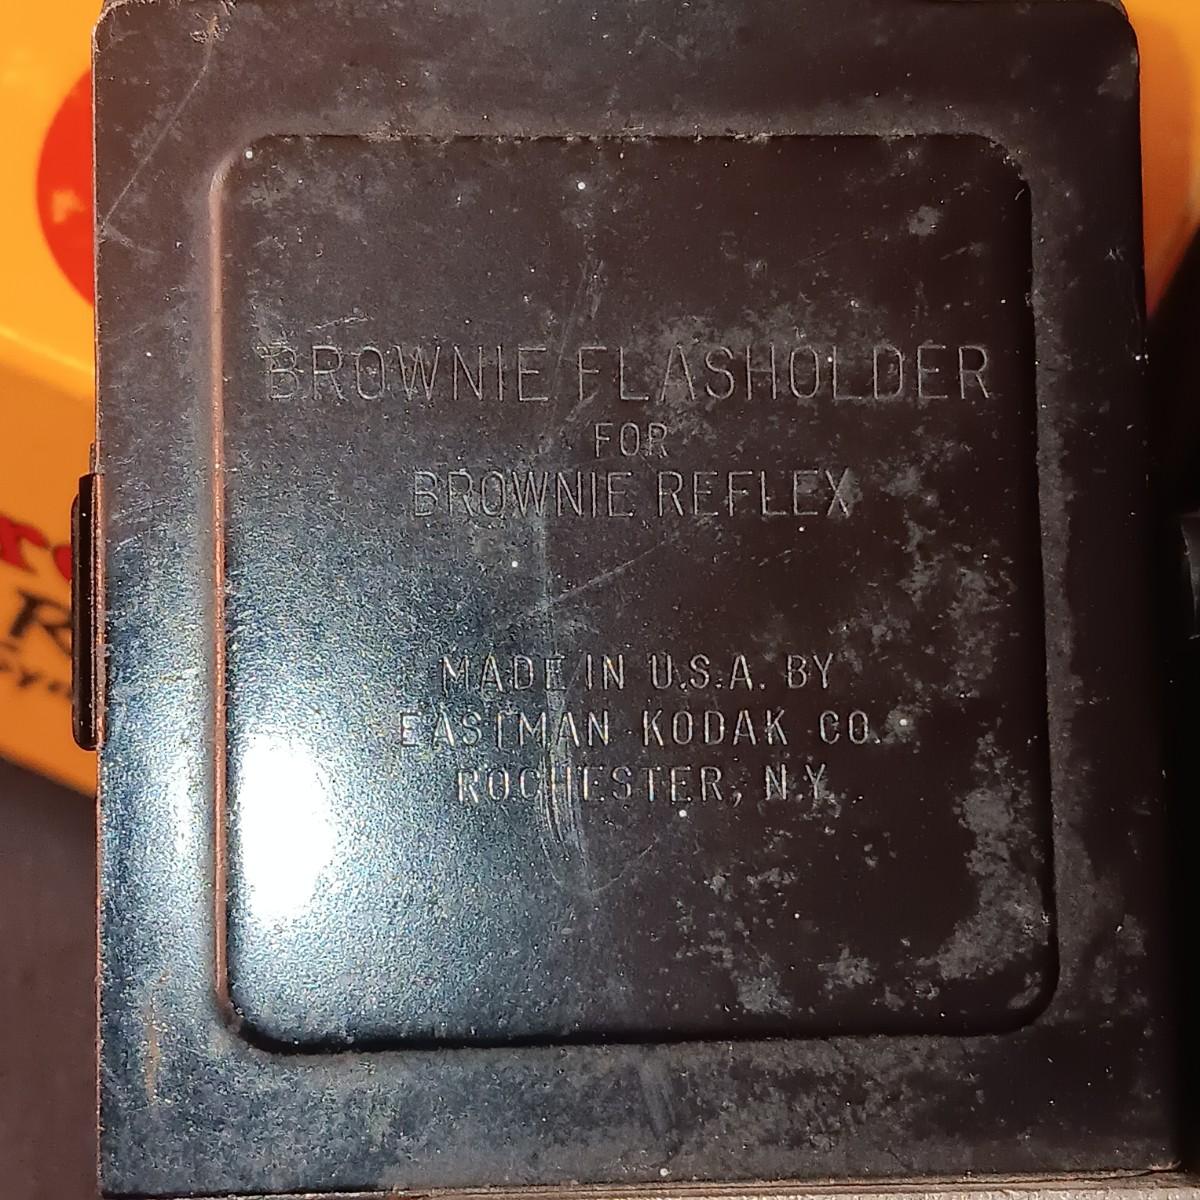 BROWNIE FLASHOLDER
FOR
BROWNIE REFLEX
MADE IN U.S.A. BY
EASTMAN KODAK CO.
ROCHESTER, N.Y.